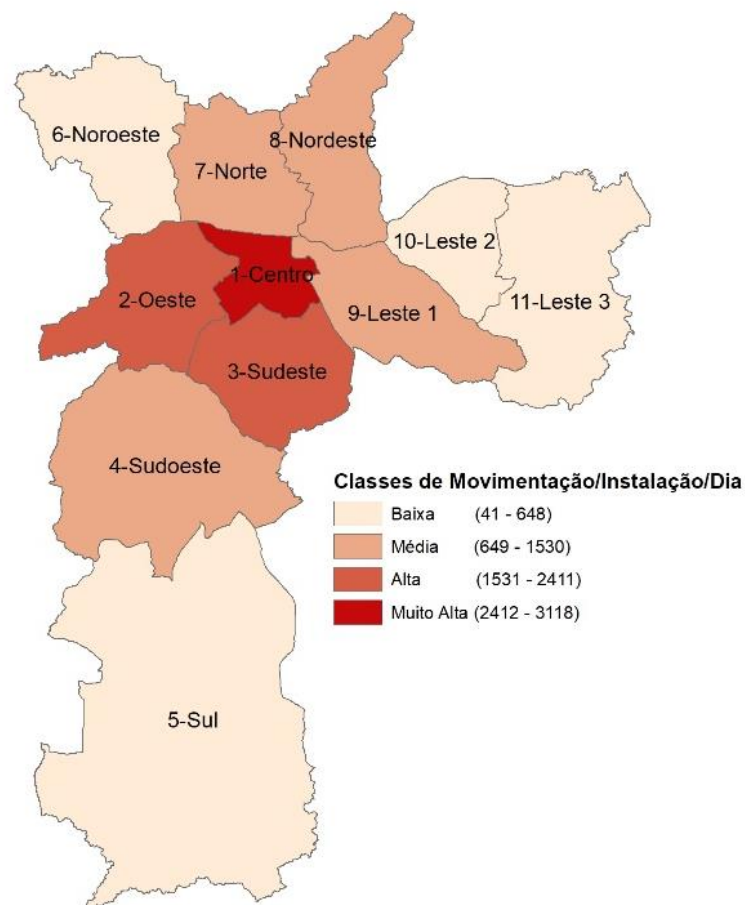 6-Noroeste
8-Nordeste
7-Norte
10-Leste 2
1-Centro
2-Oeste
9-Leste 1
11-Leste 3
3-Sudeste
4-Sudoeste
Classes de Movimentação/Instalação/Dia
Baixa (41 - 648)
Média (649 - 1530)
Alta (1531 - 2411)
Muito Alta (2412 - 3118)
5-Sul